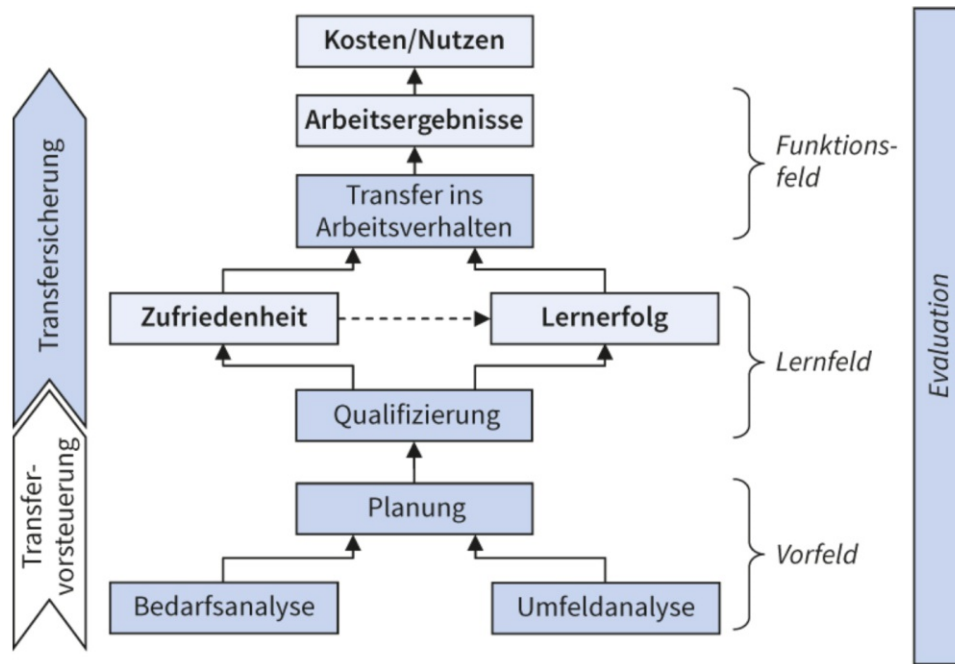 Kosten/Nutzen
Arbeitsergebnisse
Transfer ins
Arbeitsverhalten
Zufriedenheit
Lernerfolg
Qualifizierung
Planung
Bedarfsanalyse
Umfeldanalyse
Transfersicherung
Transfer-
vorsteuerung
Funktions-
feld
Lernfeld
Vorfeld
Evaluation